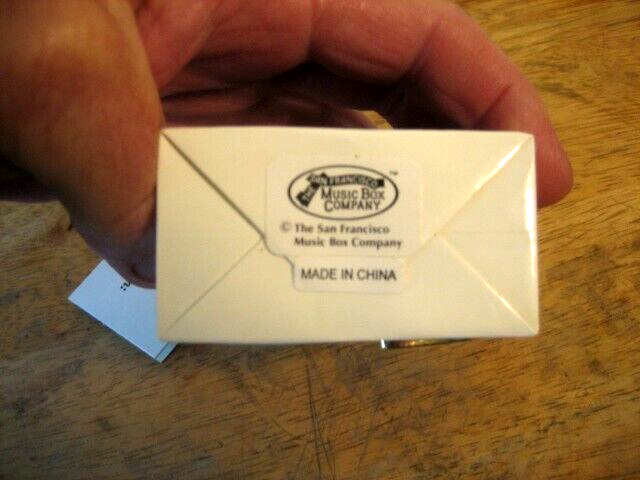 THE SAN FRANCISCO
MUSIC BOX
COMPANY
™
© The San Francisco
Music Box Company
MADE IN CHINA